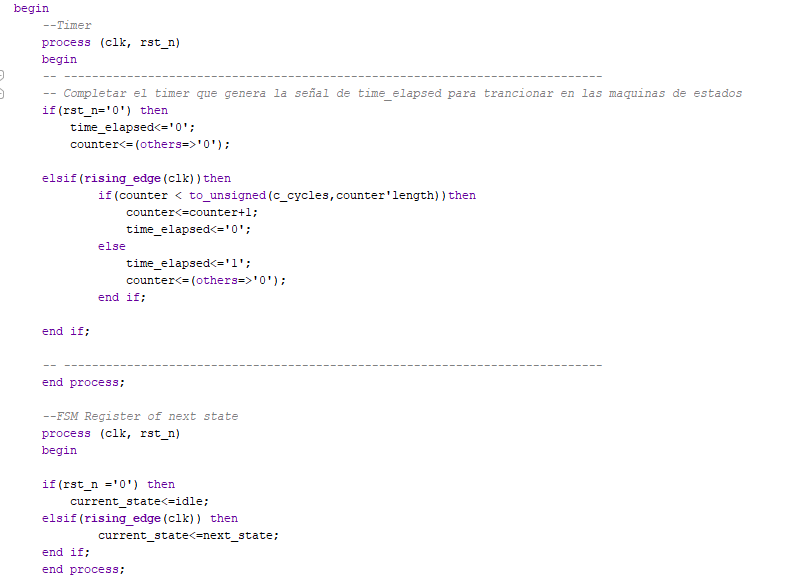 begin
--Timer
process (clk, rst_n)
begin
-- -----------------------------------------------------------------------------
-- Completar el timer que genera la señal de time_elapsed para trancionar en las maquinas de estados
if(rst_n='0') then
time_elapsed<='0';
counter<=(others=>'0');
elsif(rising_edge(clk))then
if(counter < to_unsigned(c_cycles,counter'length))then
counter<=counter+1;
time_elapsed<='0';
else
time_elapsed<='1';
counter<=(others=>'0');
end if;
end if;
-- -----------------------------------------------------------------------------
end process;
--FSM Register of next state
process (clk, rst_n)
begin
if(rst_n ='0') then
current_state<=idle;
elsif(rising_edge(clk)) then
current_state<=next_state;
end if;
end process;